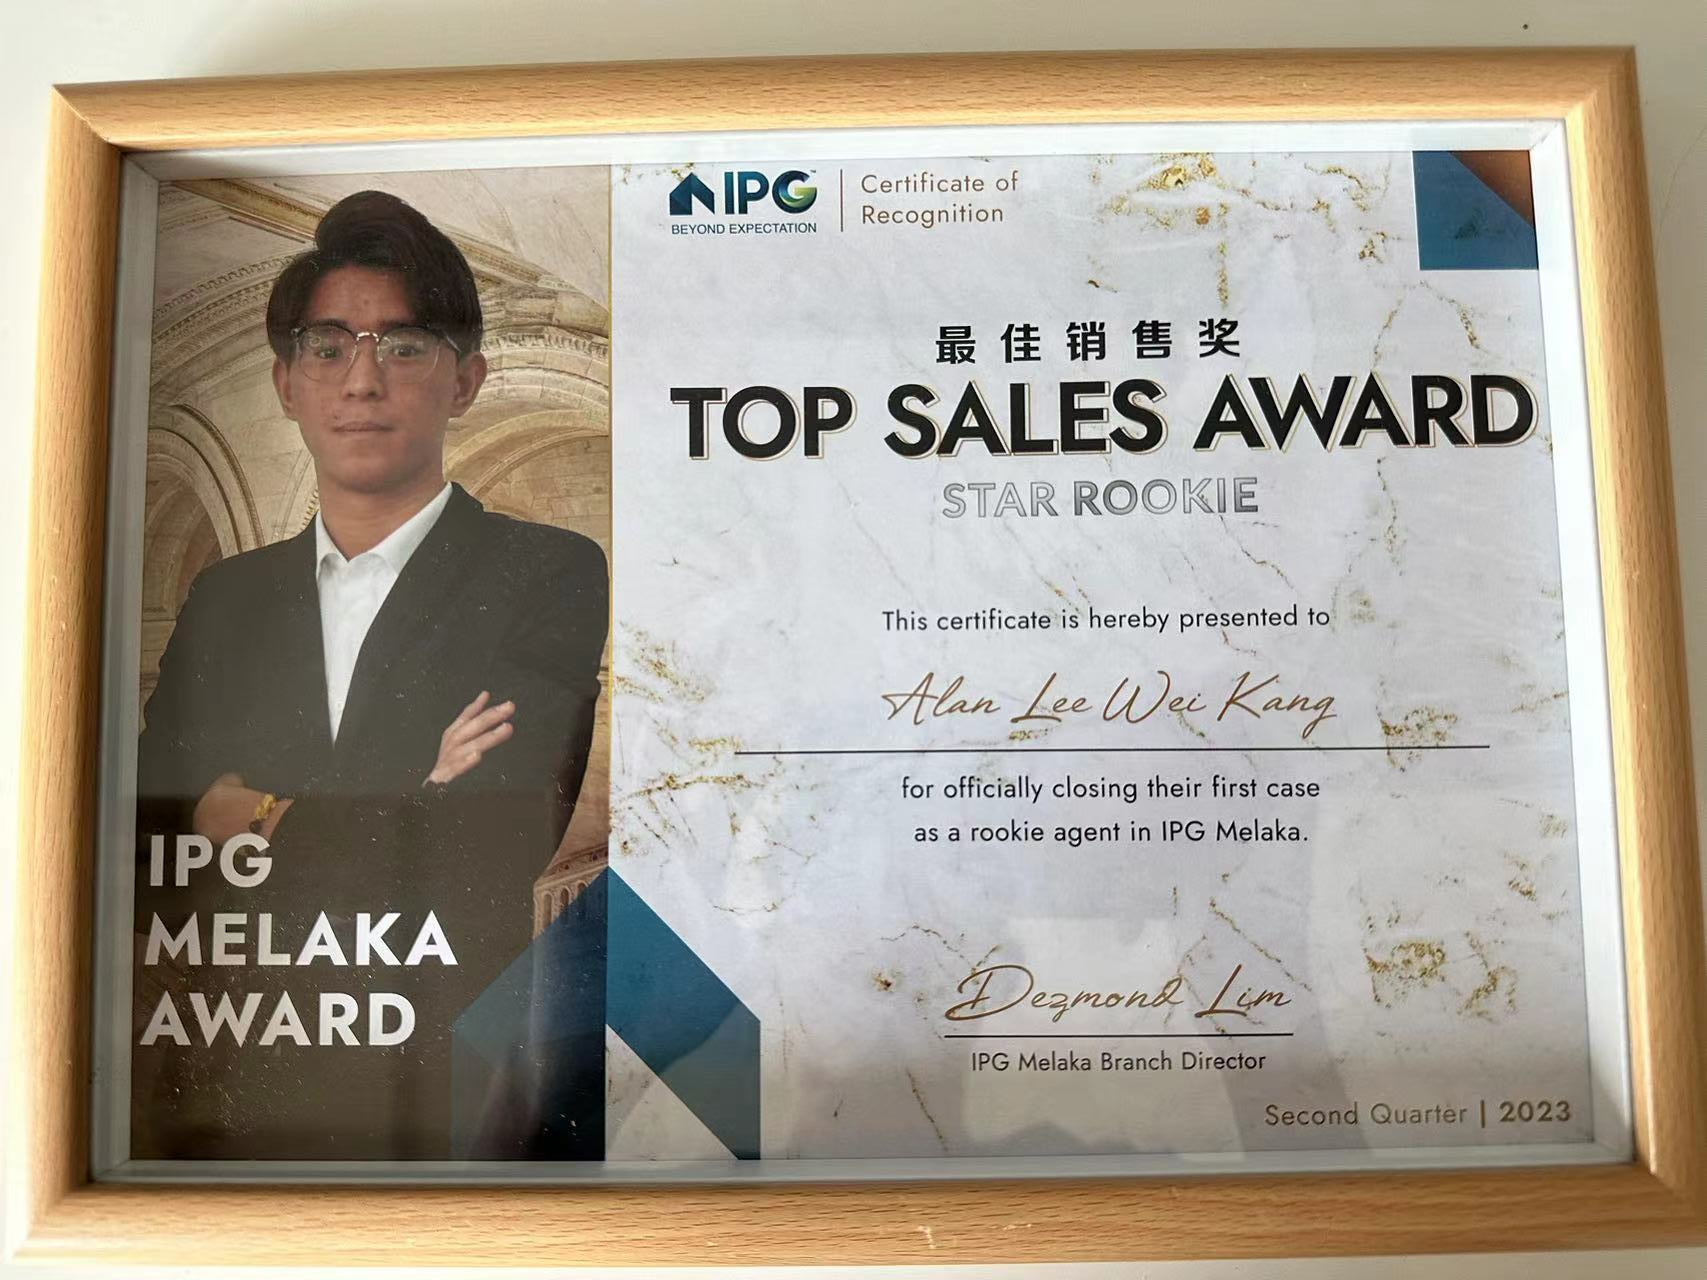 IPG
BEYOND EXPECTATION
Certificate of
Recognition
最佳销售奖
TOP SALES AWARD
STAR ROOKIE
This certificate is hereby presented to
Alan Lee Wei Kang
for officially closing their first case
as a rookie agent in IPG Melaka.
Dezmond Lim
IPG Melaka Branch Director
Second Quarter | 2023
IPG
MELAKA
AWARD